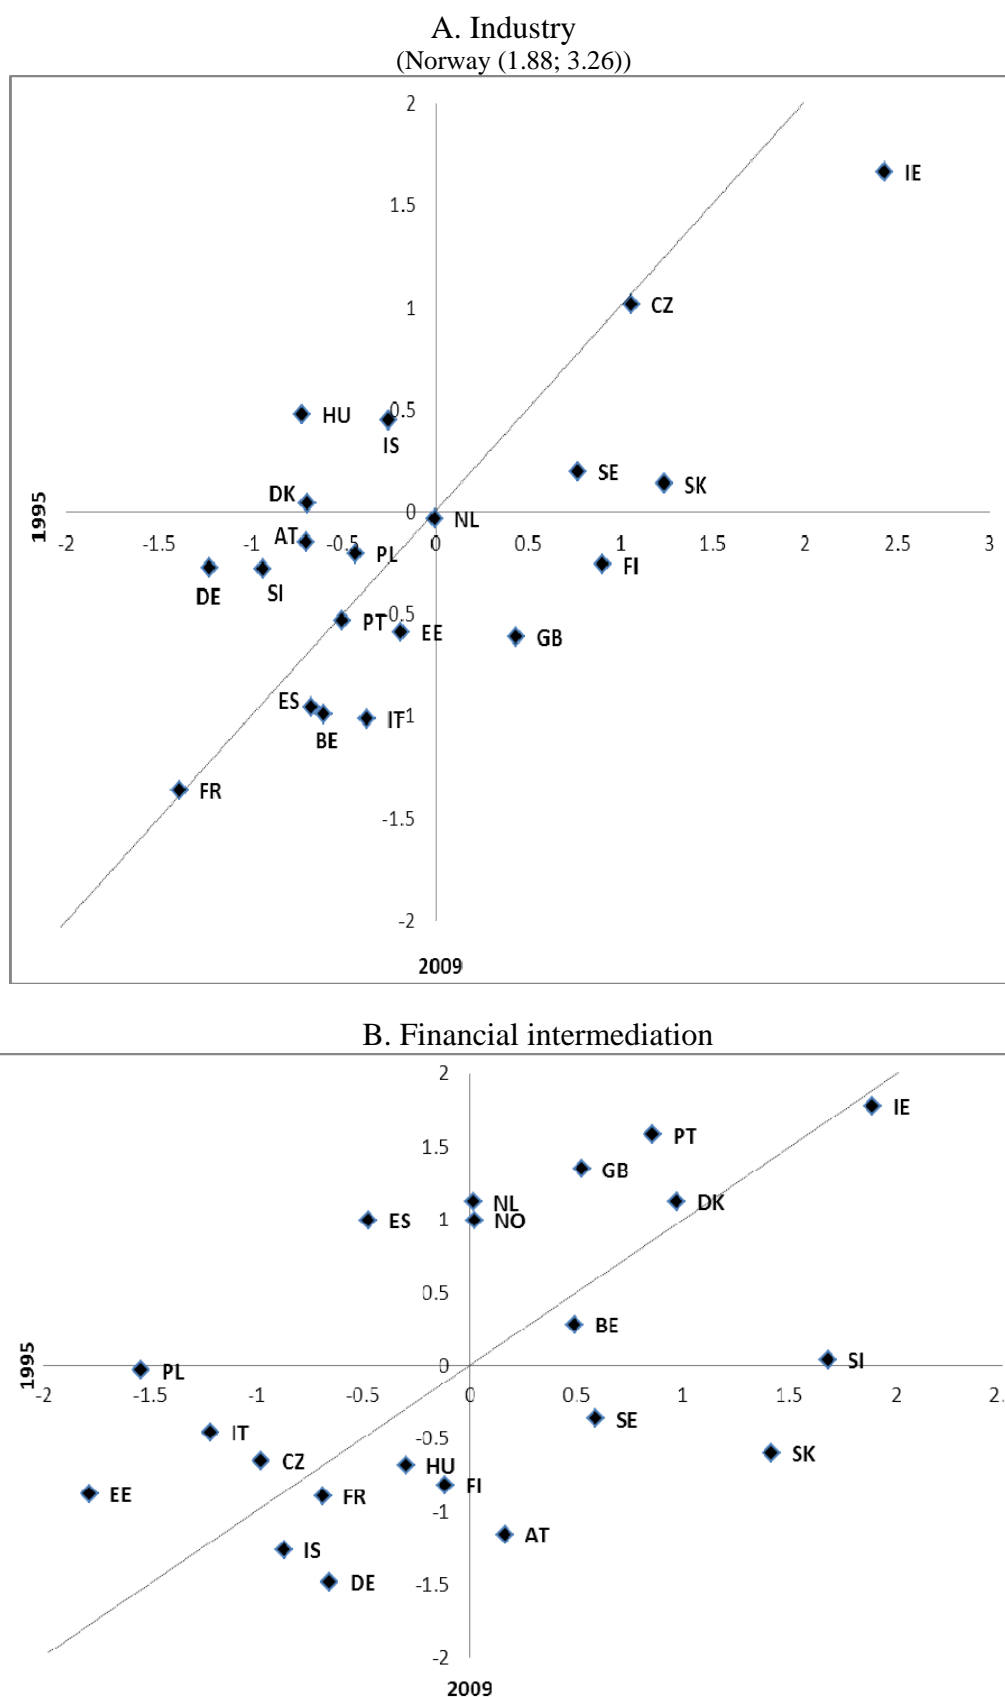 A. Industry
(Norway (1.88; 3.26))
2
IE
1.5
CZ
1
HU
0.5
IS
SE
SK
DK
1995
0
NL
-2 -1.5 -1 -0.5 0 0.5 1 1.5 2 2.5 3
AT
PL
FI
DE
SI
-0.5
PT
EE
GB
ES
-1
IT
BE
FR
-1.5
-2
2009
B. Financial intermediation
2
IE
PT
1.5
GB
NL
DK
ES
1
NO
0.5
BE
1995
0
SI
PL
-2 -1.5 -1 -0.5 0 0.5 1 1.5 2 2.
SE
IT
-0.5
CZ
HU
SK
FI
EE
FR
-1
AT
IS
DE
-1.5
-2
2009